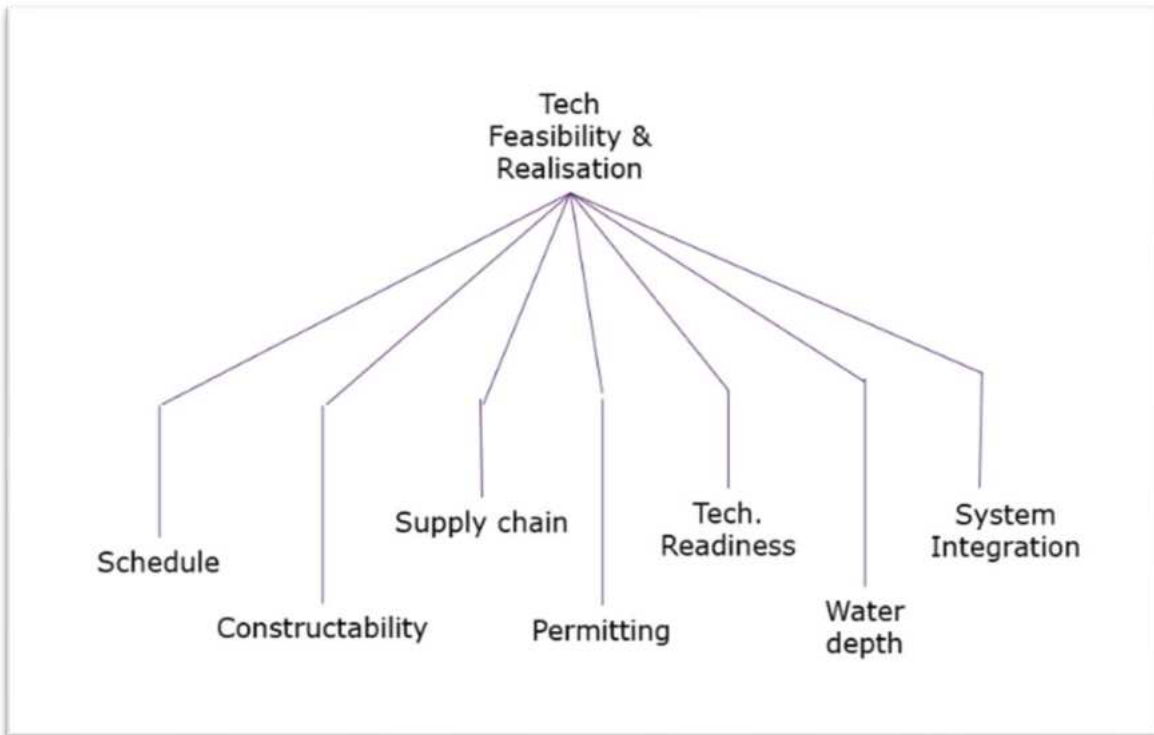 Tech
Feasibility &
Realisation
Schedule
Constructability
Supply chain
Permitting
Tech.
Readiness
Water
depth
System
Integration